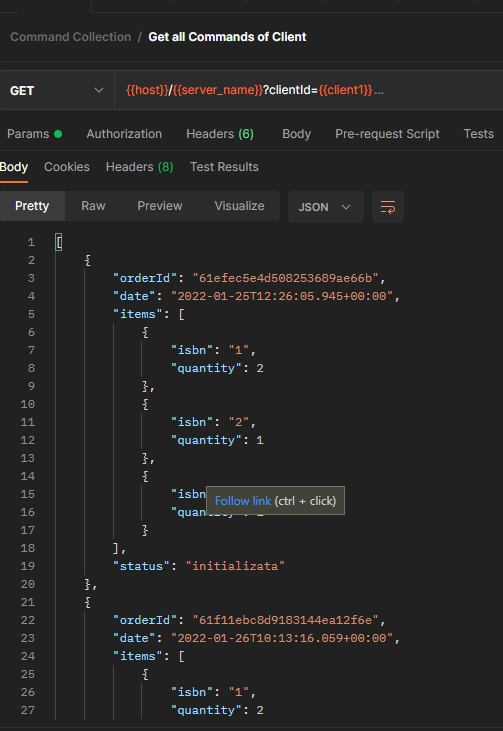 Command Collection / Get all Commands of Client
GET {{host}}/{{server_name}}?clientId={{client1}} ...
Params Authorization Headers (6) Body Pre-request Script Tests
Body Cookies Headers (8) Test Results
Pretty Raw Preview Visualize JSON
1 [
2 {
3 "orderId": "61efec5e4d508253689ae66b",
4 "date": "2022-01-25T12:26:05.945+00:00",
5 "items": [
6 {
7 "isbn": "1",
8 "quantity": 2
9 },
10 {
11 "isbn": "2",
12 "quantity": 1
13 },
14 {
15 "isbn
Follow link (ctrl + click)
16 "quan
17 }
18 ],
19 "status": "initializata"
20 },
21 {
22 "orderId": "61f11ebc8d9183144ea12f6e",
23 "date": "2022-01-26T10:13:16.059+00:00",
24 "items": [
25 {
26 "isbn": "1",
27 "quantity": 2